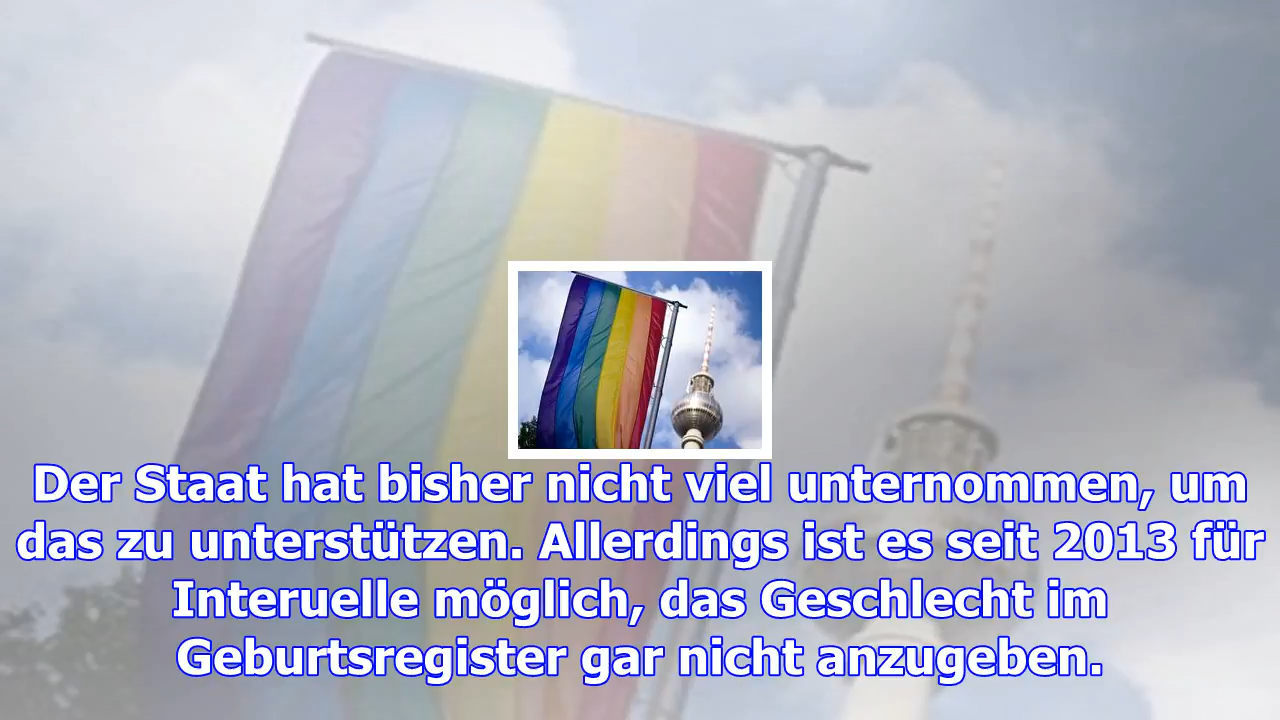 Der Staat hat bisher nicht viel unternommen, um
das zu unterstützen. Allerdings ist es seit 2013 für
Interuelle möglich, das Geschlecht im
Geburtsregister gar nicht anzugeben.